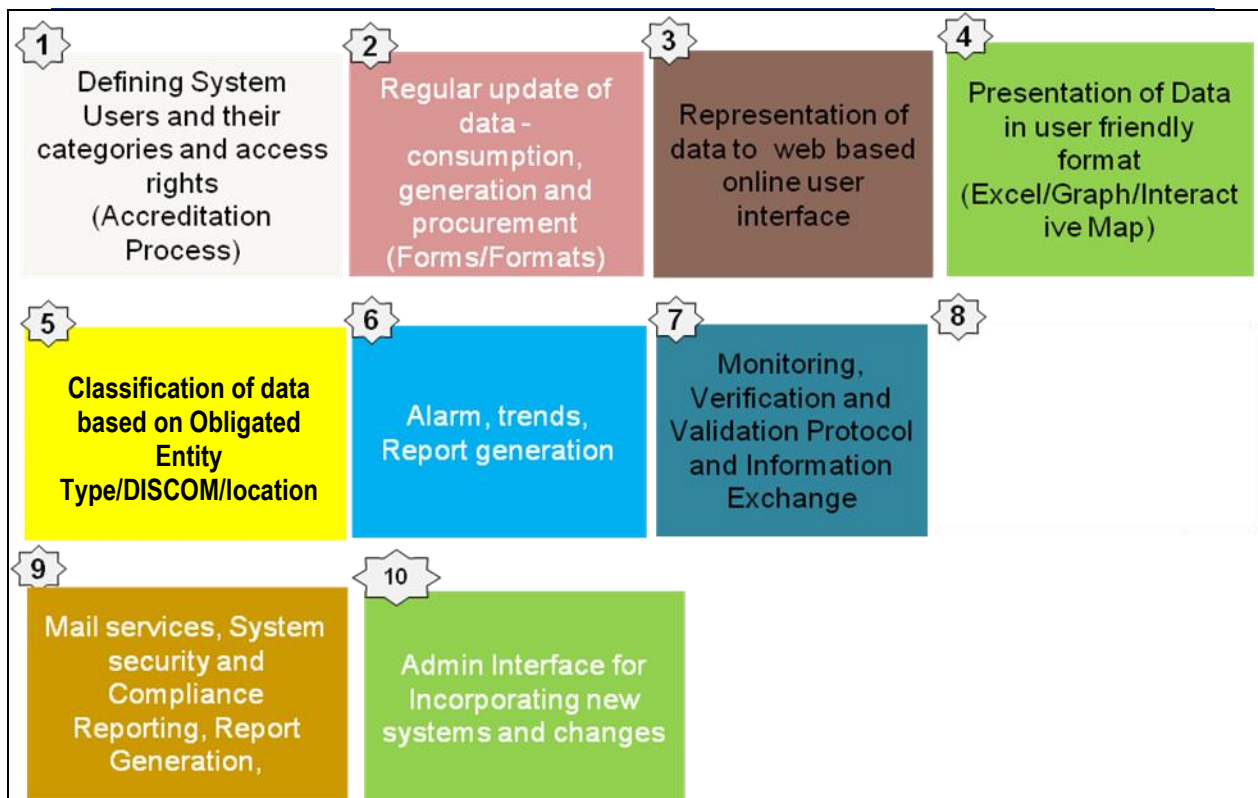 1
Defining System
Users and their
categories and access
rights
(Accreditation
Process)
2
Regular update of
data -
consumption,
generation and
procurement
(Forms/Formats)
3
Representation of
data to web based
online user
interface
4
Presentation of Data
in user friendly
format
(Excel/Graph/Interact
ive Map)
5
Classification of data
based on Obligated
Entity
Type/DISCOM/location
6
Alarm, trends,
Report generation
7
Monitoring,
Verification and
Validation Protocol
and Information
Exchange
8
9
Mail services, System
security and
Compliance
Reporting, Report
Generation,
10
Admin Interface for
Incorporating new
systems and changes